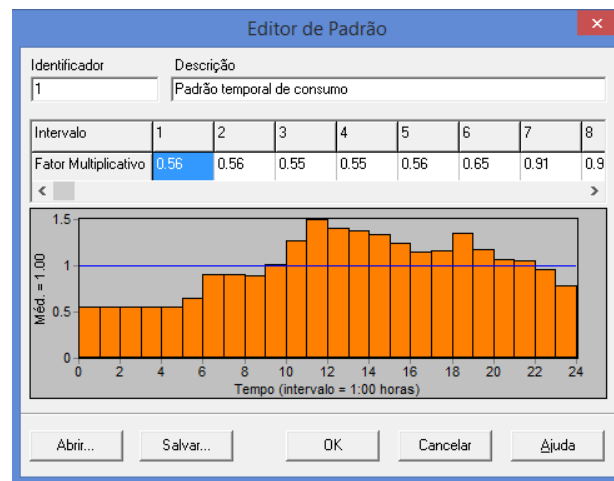 Editor de Padrão
Identificador Descrição
1 Padrão temporal de consumo
Intervalo 1 2 3 4 5 6 7 8
Fator Multiplicativo 0.56 0.56 0.55 0.55 0.56 0.65 0.91 0.9
1.5
1
0.5
0
Méd. = 1.00
0 2 4 6 8 10 12 14 16 18 20 22 24
Tempo (intervalo = 1:00 horas)
Abrir... Salvar... OK Cancelar Ajuda